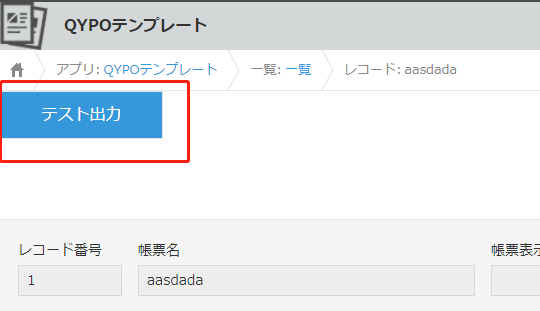 QYPOテンプレート
アプリ: QYPOテンプレート 一覧: 一覧 レコード: aasdada
テスト出力
レコード番号 帳票名 帳票表示
1 aasdada